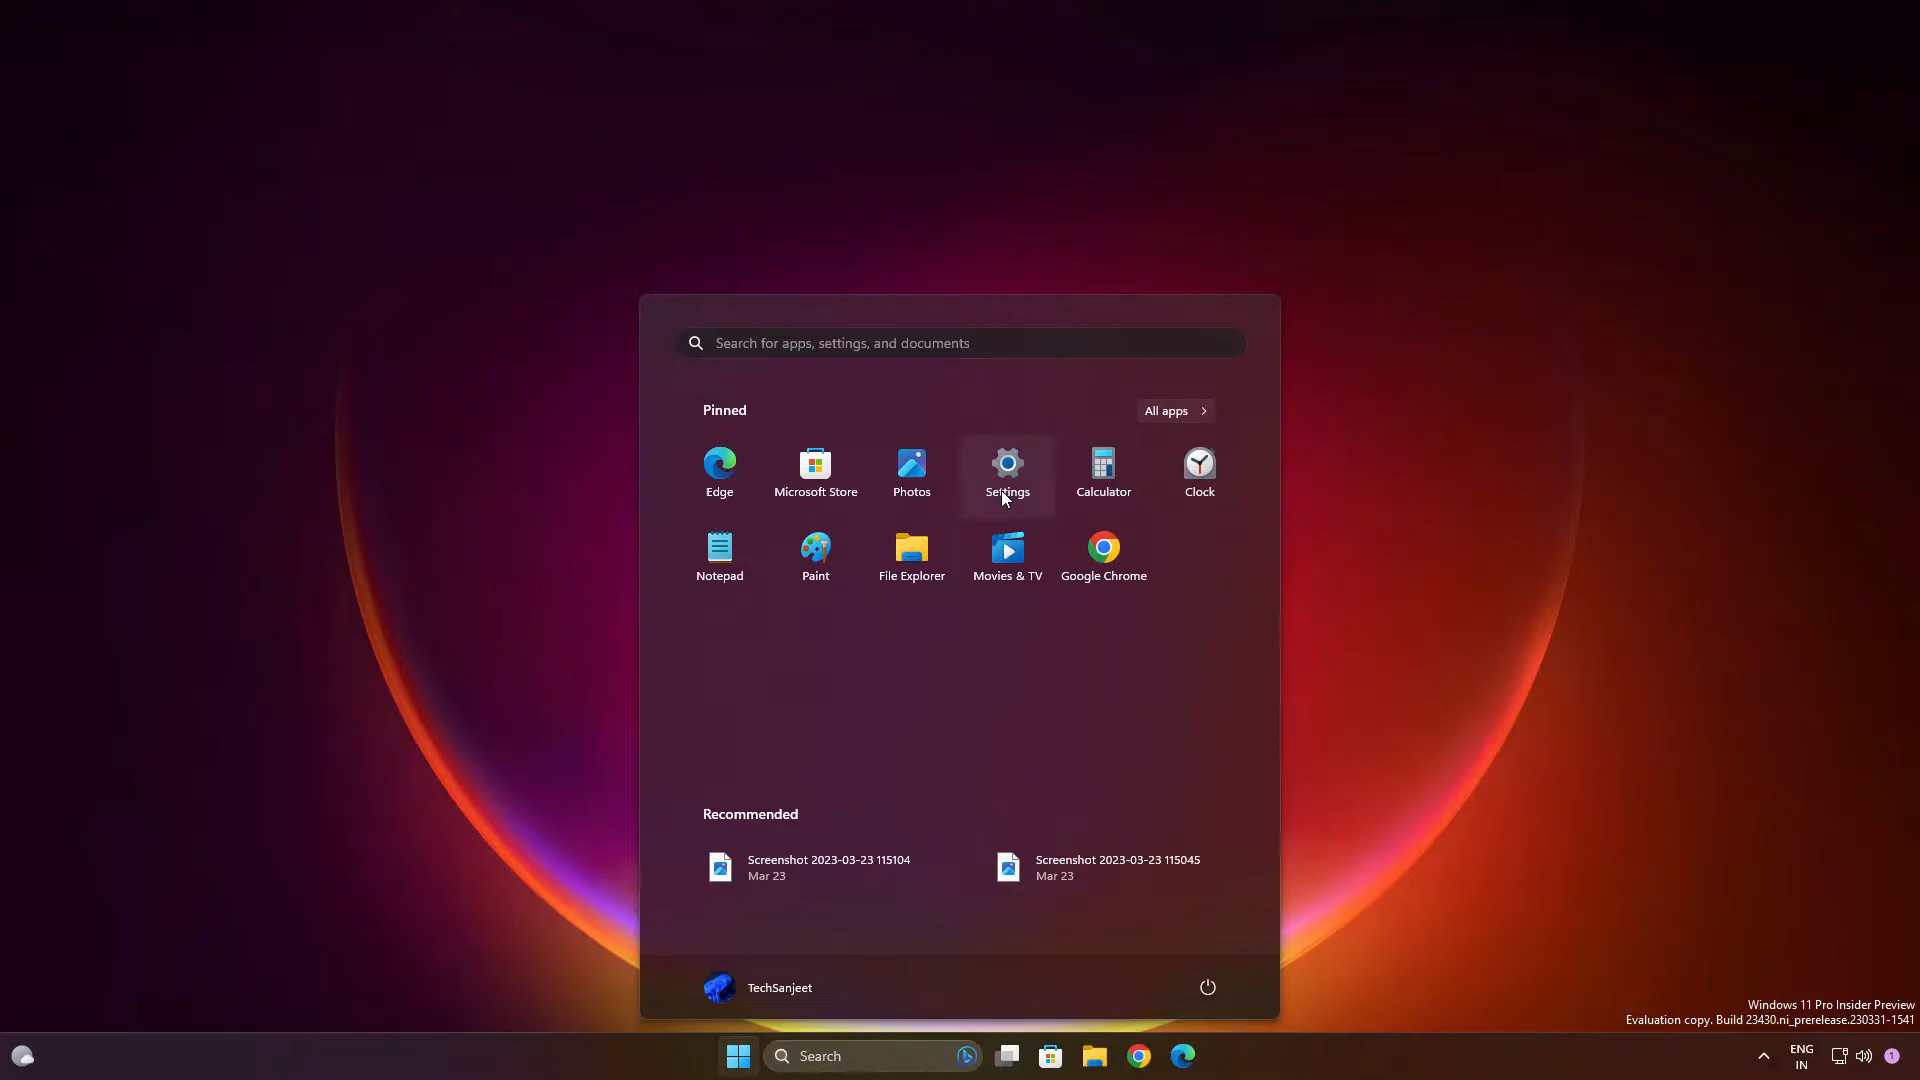 Search for apps, settings, and documents
Pinned
All apps
Edge
Microsoft Store
Photos
Settings
Calculator
Clock
Notepad
Paint
File Explorer
Movies & TV
Google Chrome
Recommended
Screenshot 2023-03-23 115104
Mar 23
Screenshot 2023-03-23 115045
Mar 23
TechSanjeet
Windows 11 Pro Insider Preview
Evaluation copy. Build 23430.ni_prerelease.230331-1541
Search
ENG
IN
1